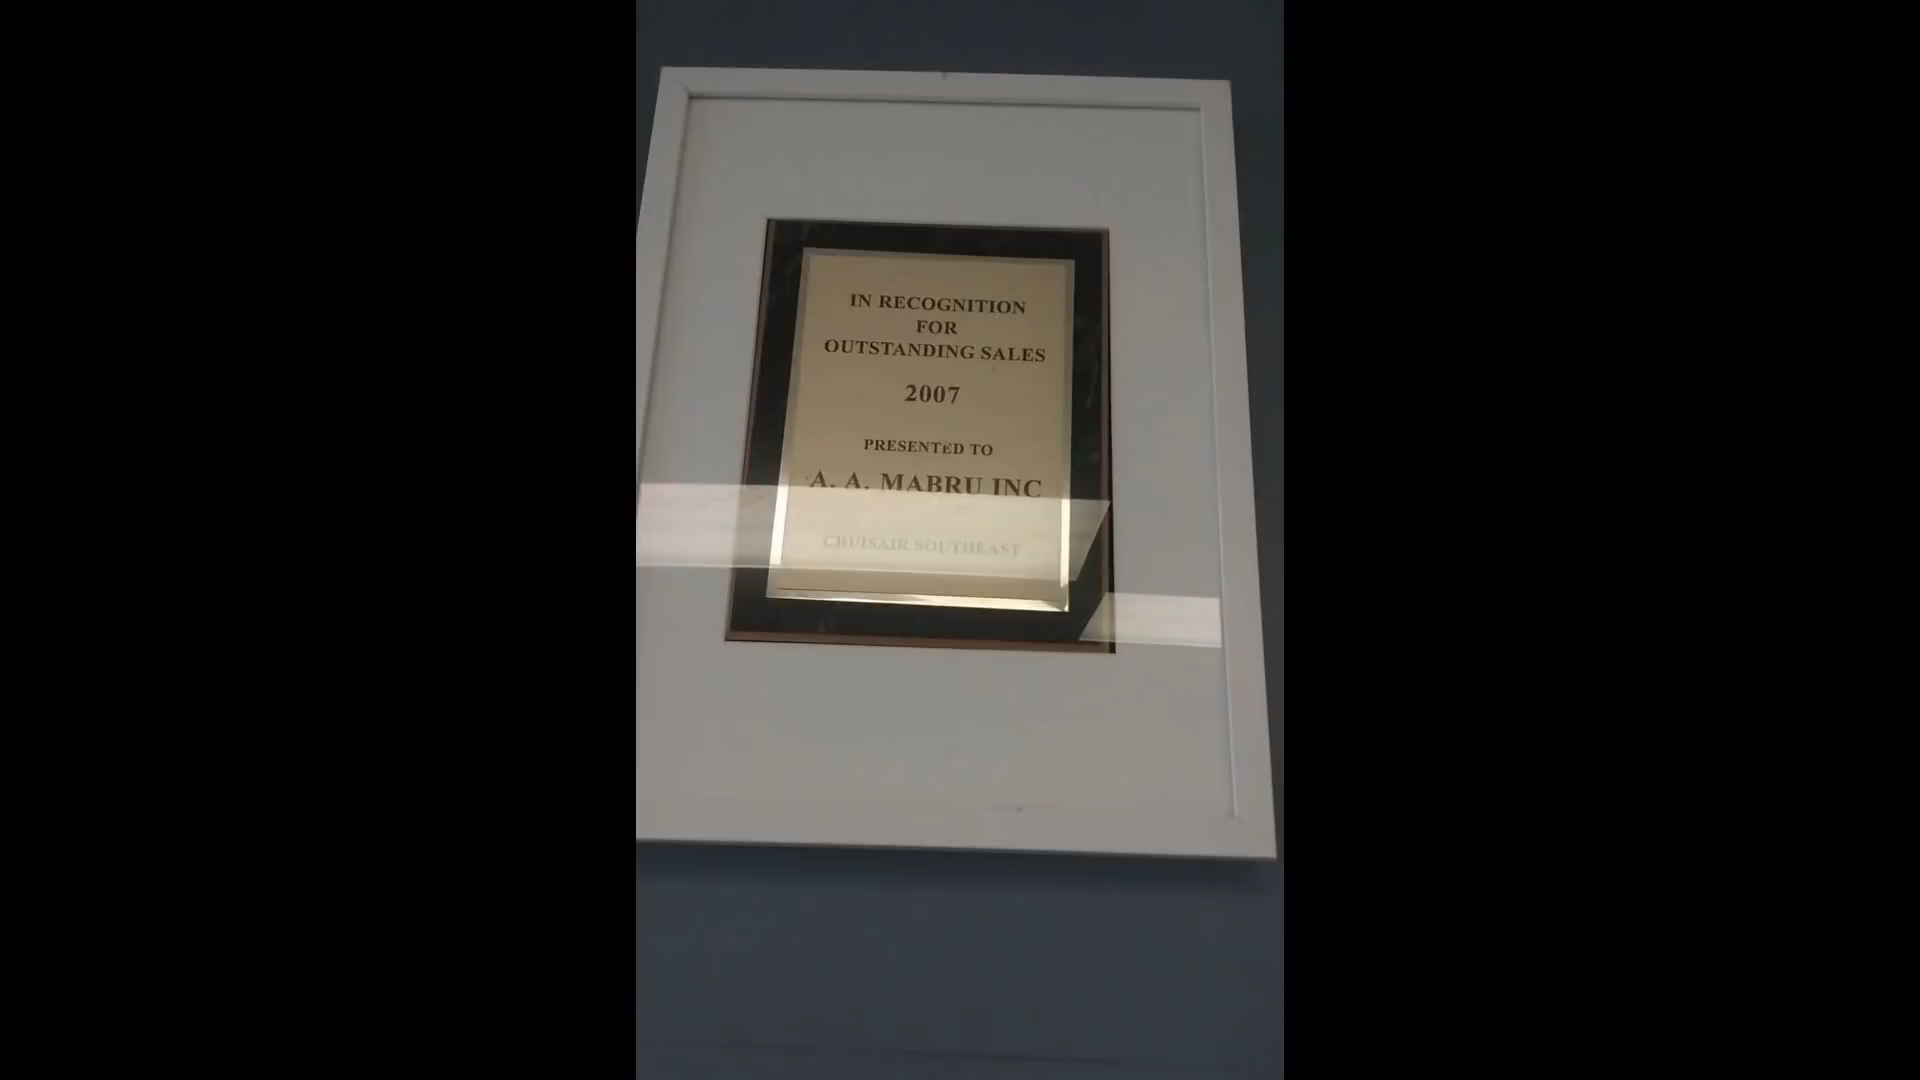 IN RECOGNITION
FOR
OUTSTANDING SALES
2007
PRESENTED TO
A. A. MABRU INC
CRUISAIR SOUTHEAST